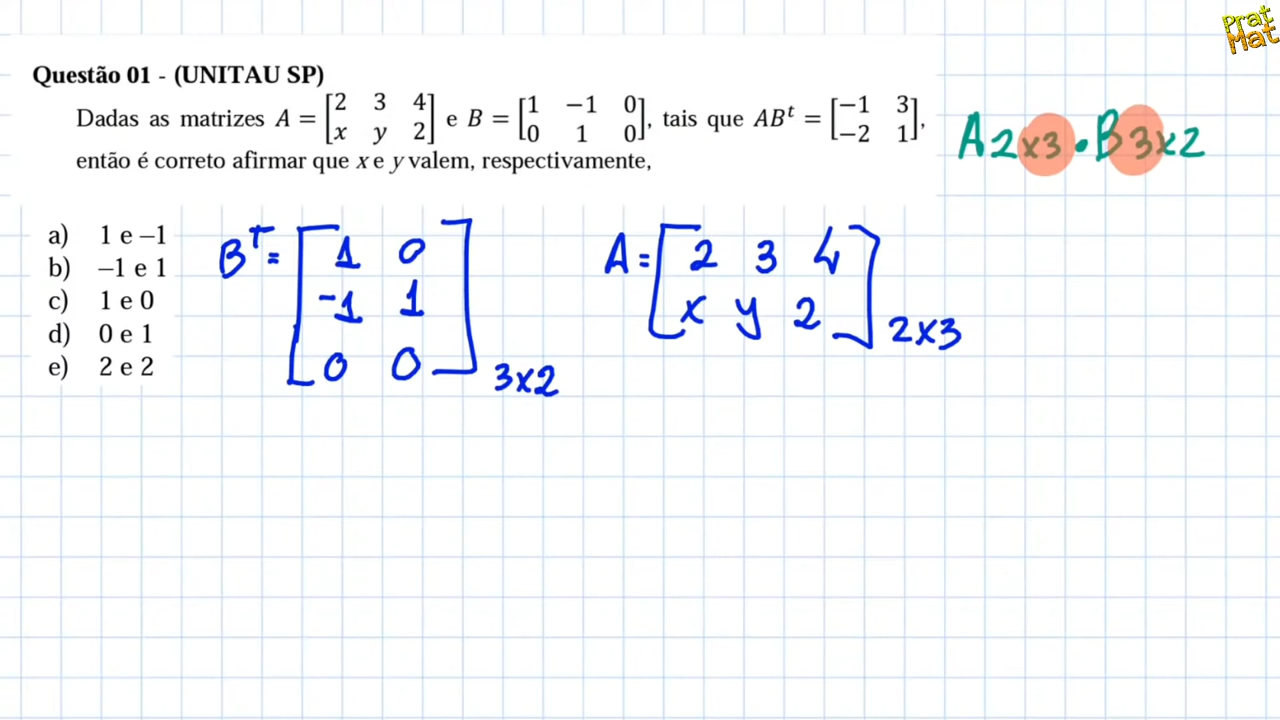 Prat
Mat
Questão 01 - (UNITAU SP)
Dadas as matrizes A = [2 3 4
x y 2] e B = [1 −1 0
0 1 0], tais que ABᵗ = [−1 3
−2 1],
então é correto afirmar que x e y valem, respectivamente,
A2x3 • B3x2
a) 1 e –1
b) –1 e 1
c) 1 e 0
d) 0 e 1
e) 2 e 2
Bᵀ = [1 0
-1 1
0 0] 3x2
A = [2 3 4
x y 2] 2x3